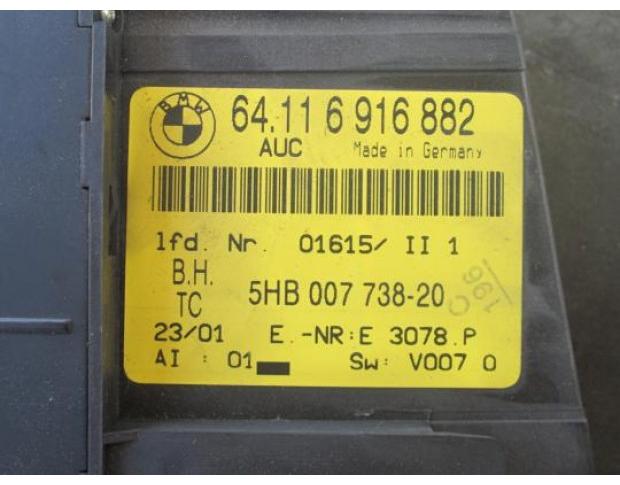 BMW
64.11 6 916 882
AUC Made in Germany
lfd. Nr. 01615/ II 1
B.H.
TC 5HB 007 738-20
C 196
23/01 E.-NR:E 3078.P
AI : 01 SW: V007 0